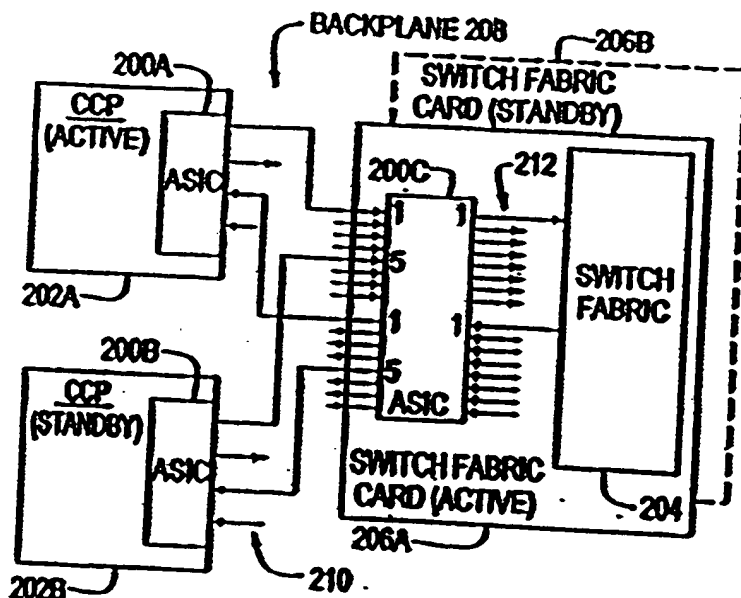 BACKPLANE 208
206B
200A
CCP
(ACTIVE)
ASIC
202A
SWITCH FABRIC
CARD (STANDBY)
200C
212
1
1
5
1
1
5
ASIC
SWITCH
FABRIC
SWITCH FABRIC
CARD (ACTIVE)
204
206A
200B
CCP
(STANDBY)
ASIC
202B
210